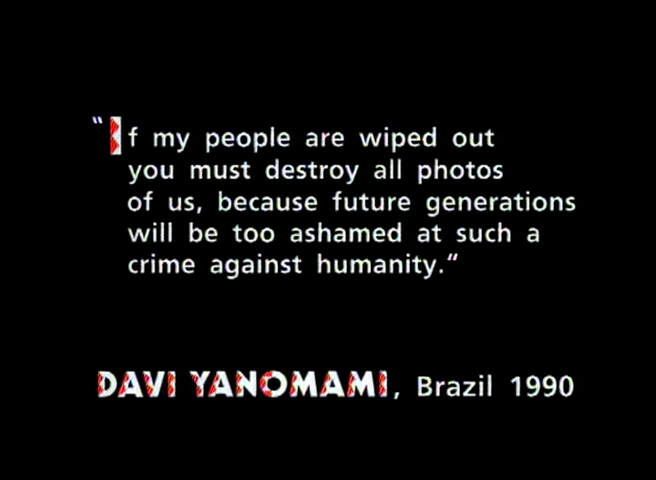 "If my people are wiped out
you must destroy all photos
of us, because future generations
will be too ashamed at such a
crime against humanity."
DAVI YANOMAMI, Brazil 1990